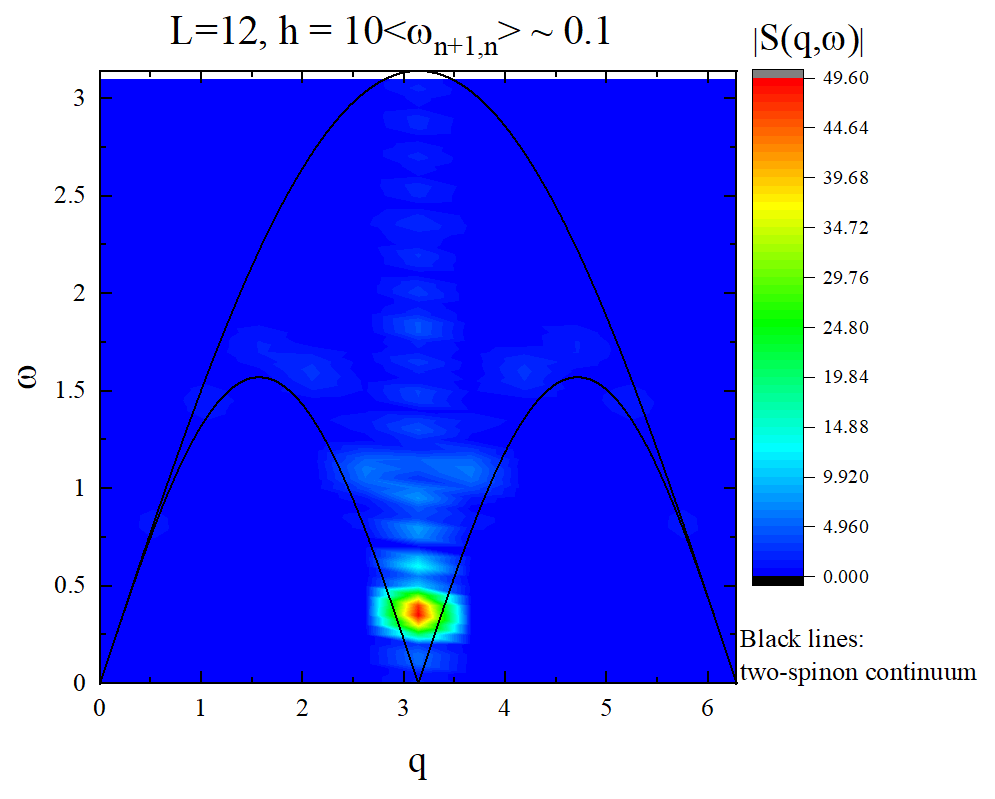 L=12, h = 10<ω_{n+1,n}> ~ 0.1
|S(q,ω)|
49.60
44.64
39.68
34.72
29.76
24.80
19.84
14.88
9.920
4.960
0.000
3
2.5
2
1.5
1
0.5
0
ω
0 1 2 3 4 5 6
q
Black lines:
two-spinon continuum